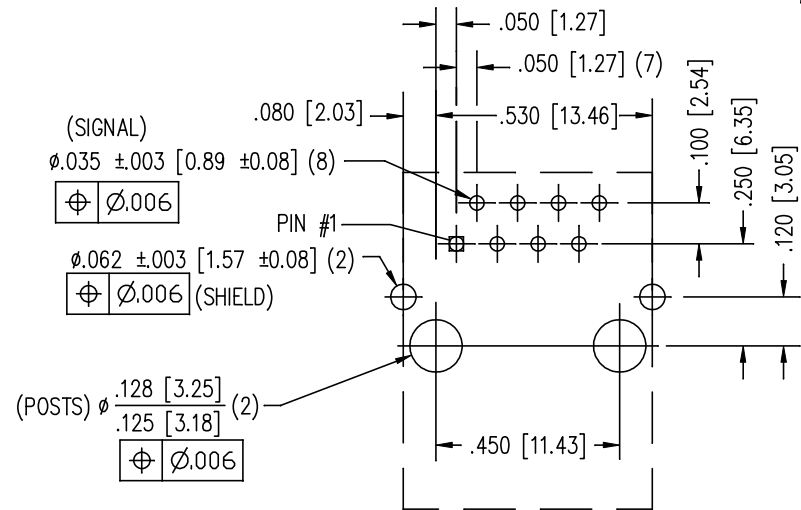 .050 [1.27]
.050 [1.27] (7)
.080 [2.03]
.530 [13.46]
.100 [2.54]
.250 [6.35]
.120 [3.05]
(SIGNAL)
ø.035 ±.003 [0.89 ±0.08] (8)
⌖ Ø.006
PIN #1
ø.062 ±.003 [1.57 ±0.08] (2)
⌖ Ø.006 (SHIELD)
(POSTS) ø .128 [3.25]
.125 [3.18] (2)
⌖ Ø.006
.450 [11.43]